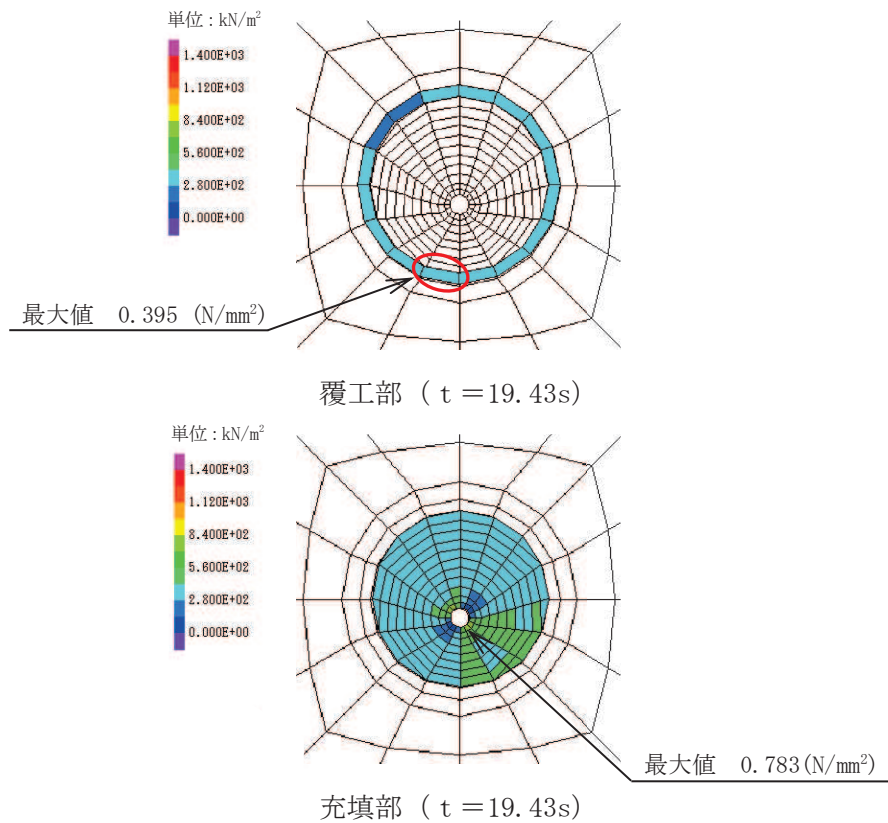 単位:kN/m²
1.400E+03
1.120E+03
8.400E+02
5.600E+02
2.800E+02
0.000E+00
最大値 0.395 (N/mm²)
覆工部 ( t =19.43s)
単位:kN/m²
1.400E+03
1.120E+03
8.400E+02
5.600E+02
2.800E+02
0.000E+00
最大値 0.783(N/mm²)
充填部 ( t =19.43s)